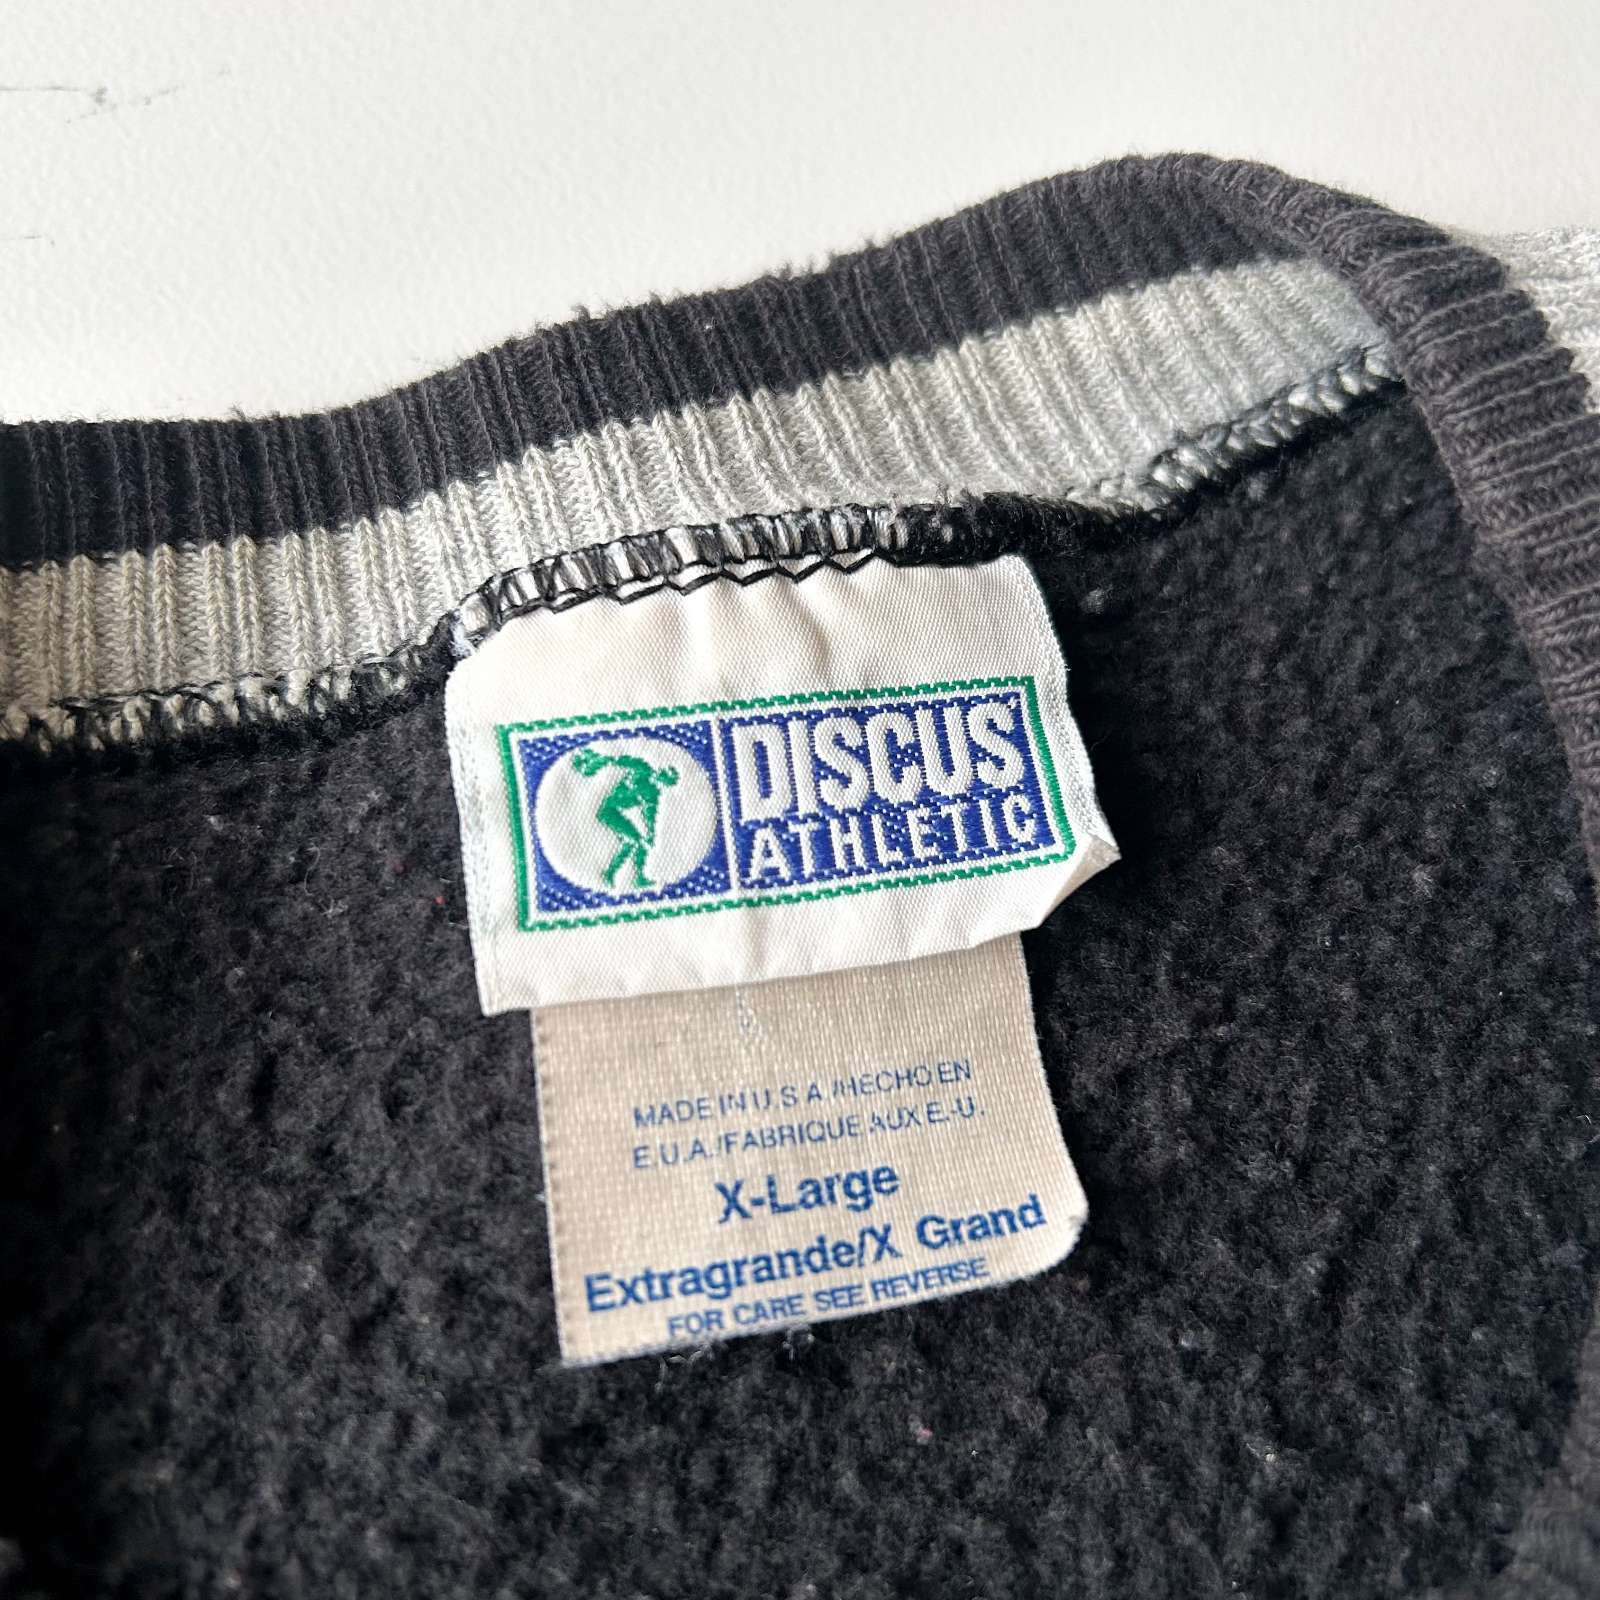 DISCUS
ATHLETIC
MADE IN U.S.A./HECHO EN
E.U.A./FABRIQUE AUX E.-U.
X-Large
Extragrande/X Grand
FOR CARE SEE REVERSE